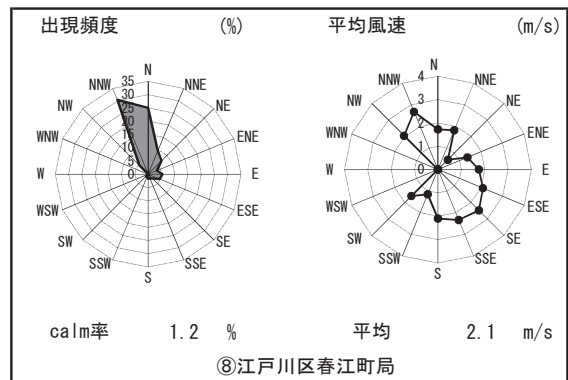 出現頻度 (%)
平均風速 (m/s)
N
NNE
NE
ENE
E
ESE
SE
SSE
S
SSW
SW
WSW
W
WNW
NW
NNW
35
30
25
20
15
10
5
0
N
NNE
NE
ENE
E
ESE
SE
SSE
S
SSW
SW
WSW
W
WNW
NW
NNW
4
3
2
1
0
calm率 1.2 %
平均 2.1 m/s
⑧江戸川区春江町局